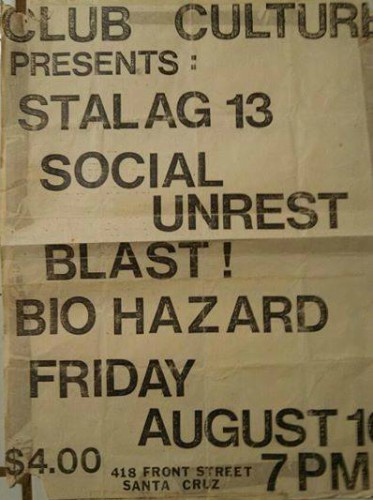 CLUB CULTURE
PRESENTS :
STALAG 13
SOCIAL
UNREST
BLAST !
BIO HAZARD
FRIDAY
AUGUST 10
$4.00 418 FRONT STREET
SANTA CRUZ
7 PM